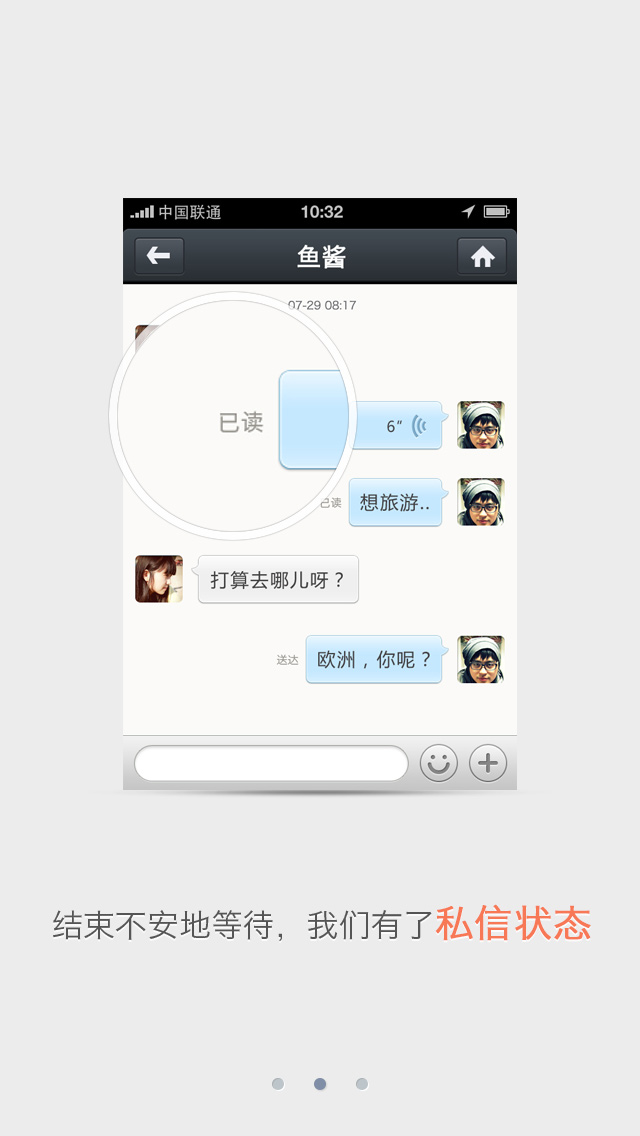 中国联通 10:32
鱼酱
07-29 08:17
已读
6"
已读 想旅游..
打算去哪儿呀？
送达 欧洲，你呢？
结束不安地等待，我们有了私信状态